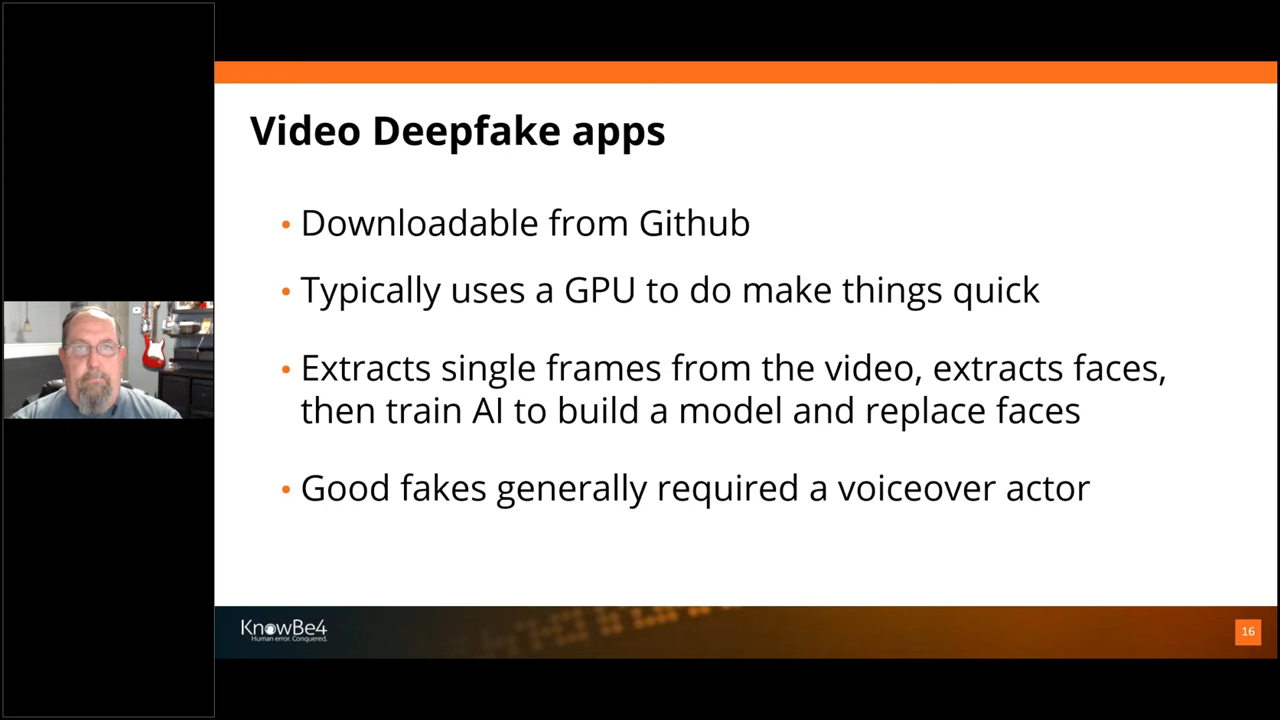 Video Deepfake apps
• Downloadable from Github
• Typically uses a GPU to do make things quick
• Extracts single frames from the video, extracts faces,
then train AI to build a model and replace faces
• Good fakes generally required a voiceover actor
KnowBe4
Human error. Conquered.
16